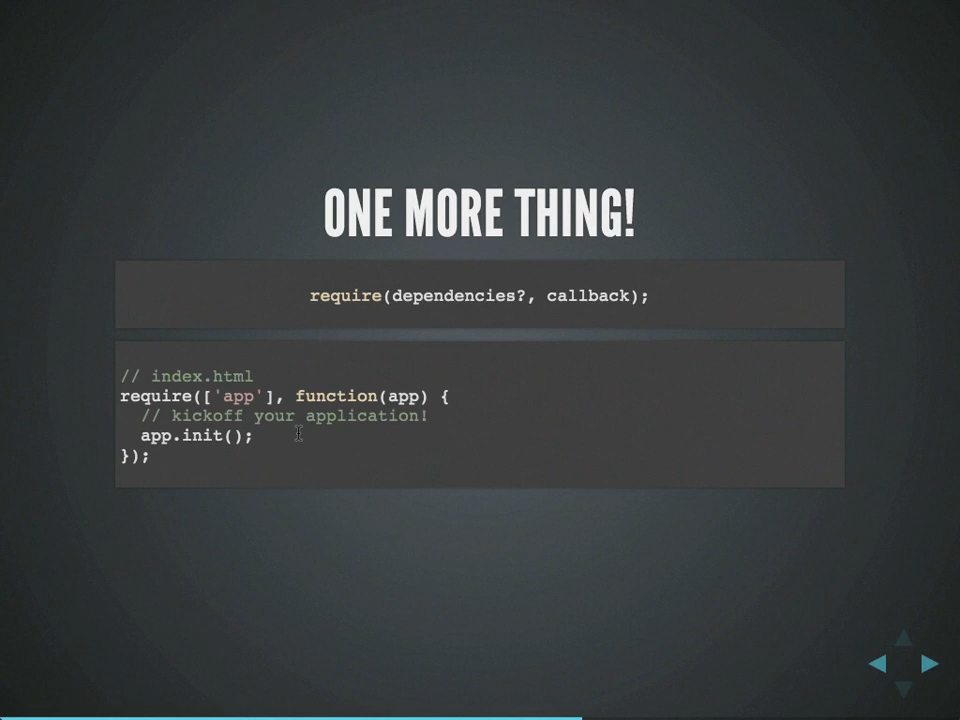 ONE MORE THING!
require(dependencies?, callback);
// index.html
require(['app'], function(app) {
  // kickoff your application!
  app.init();
});